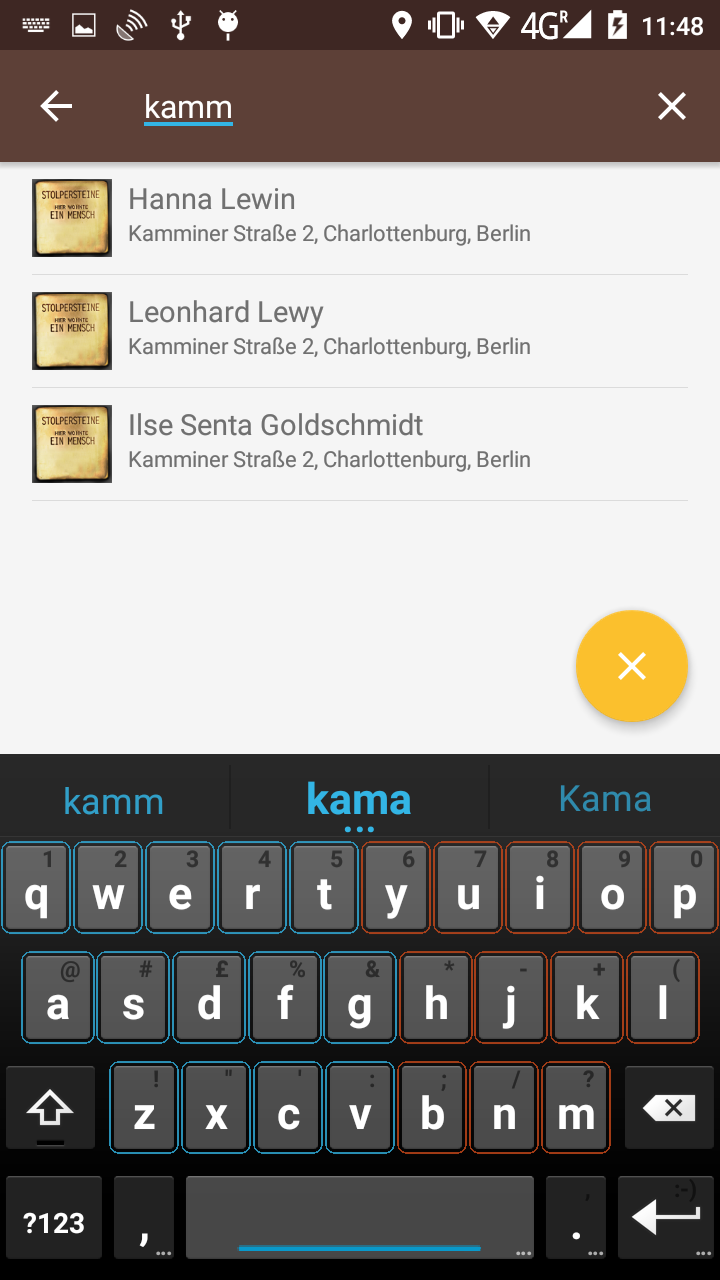 4G R 11:48
kamm
STOLPERSTEINE
HIER WOHNTE
EIN MENSCH
Hanna Lewin
Kamminer Straße 2, Charlottenburg, Berlin
STOLPERSTEINE
HIER WOHNTE
EIN MENSCH
Leonhard Lewy
Kamminer Straße 2, Charlottenburg, Berlin
STOLPERSTEINE
HIER WOHNTE
EIN MENSCH
Ilse Senta Goldschmidt
Kamminer Straße 2, Charlottenburg, Berlin
kamm kama Kama
1 2 3 4 5 6 7 8 9 0
q w e r t y u i o p
@ # £ % & * - + (
a s d f g h j k l
! " ' : ; / ?
z x c v b n m
, :-)
?123 , .